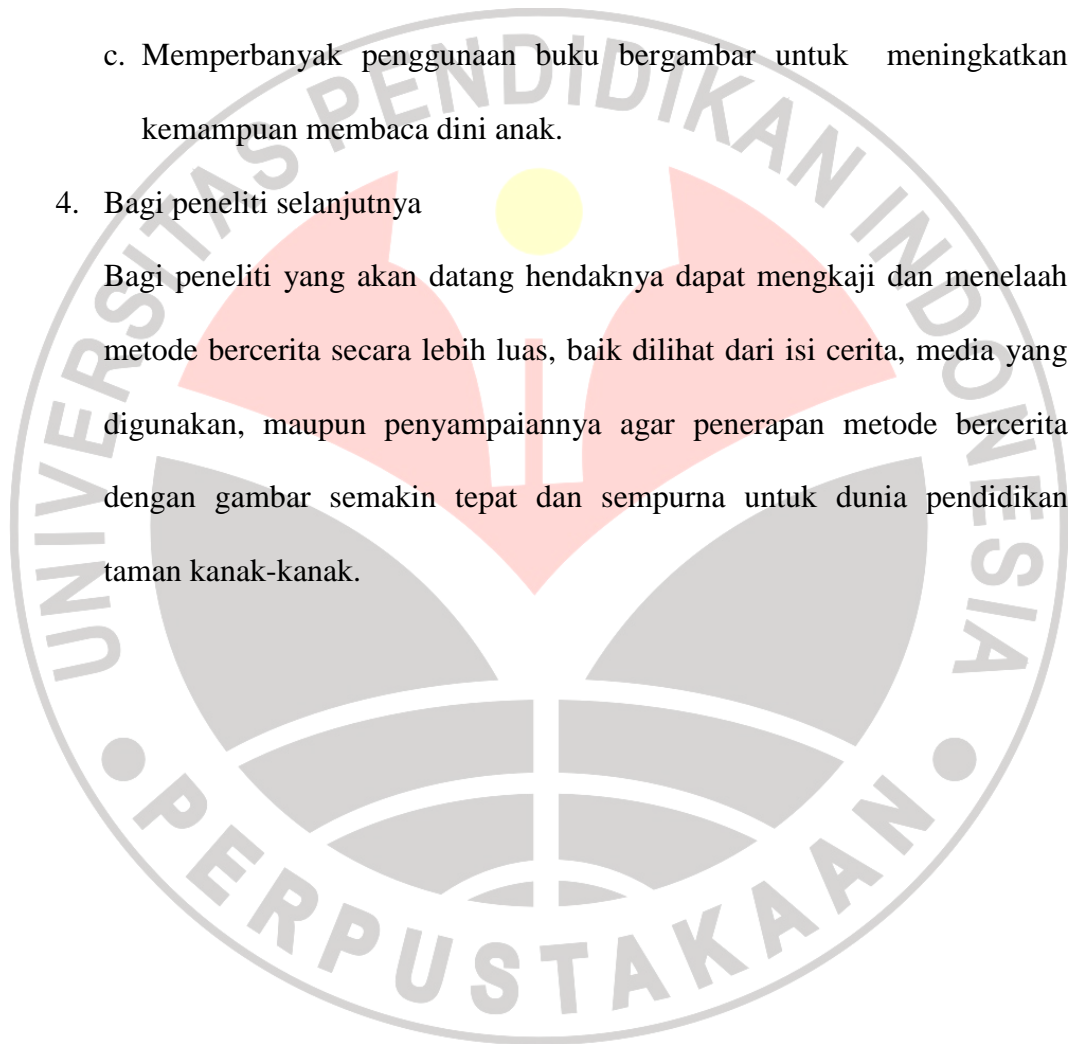 c. Memperbanyak penggunaan buku bergambar untuk meningkatkan
kemampuan membaca dini anak.
4. Bagi peneliti selanjutnya
Bagi peneliti yang akan datang hendaknya dapat mengkaji dan menelaah
metode bercerita secara lebih luas, baik dilihat dari isi cerita, media yang
digunakan, maupun penyampaiannya agar penerapan metode bercerita
dengan gambar semakin tepat dan sempurna untuk dunia pendidikan
taman kanak-kanak.
UNIVERSITAS PENDIDIKAN INDONESIA
PERPUSTAKAAN